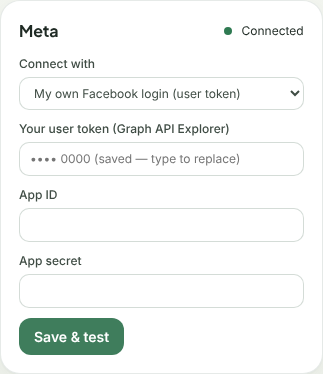 Meta
Connected
Connect with
My own Facebook login (user token)
Your user token (Graph API Explorer)
•••• 0000 (saved — type to replace)
App ID
App secret
Save & test